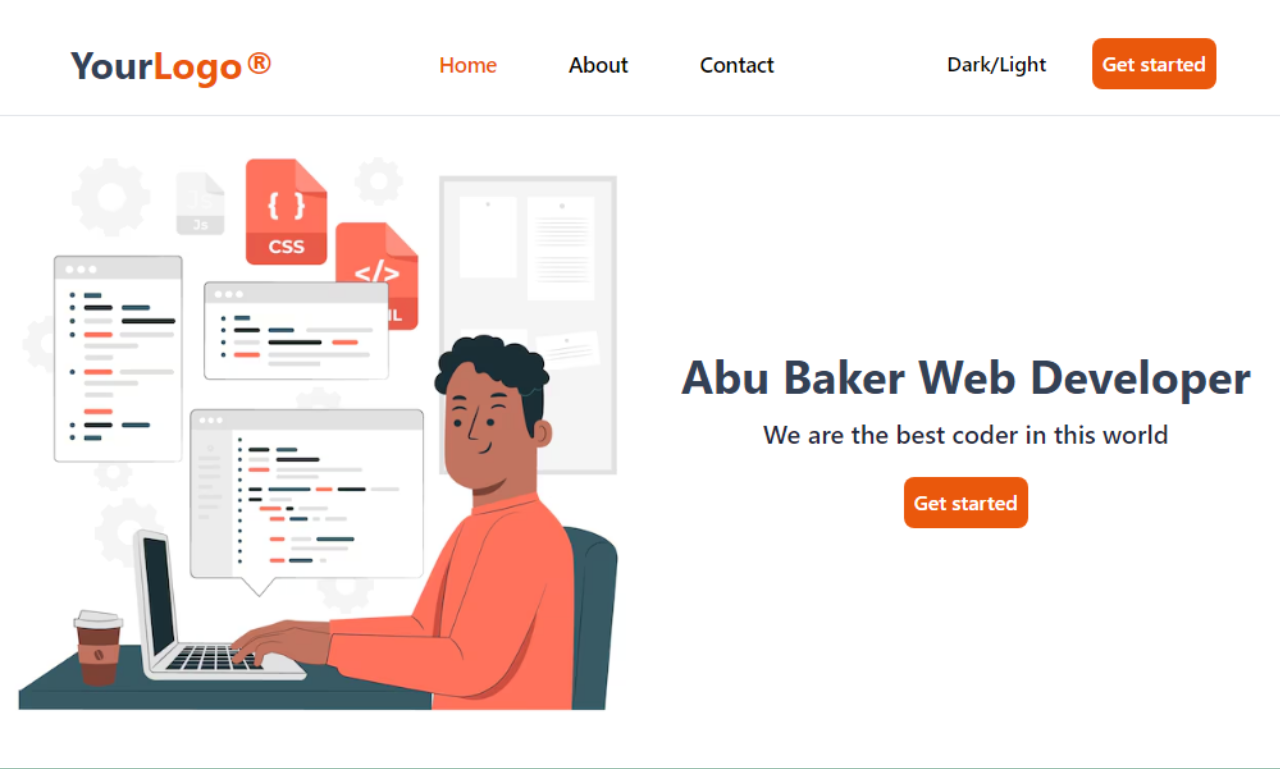 YourLogo ®
Home About Contact Dark/Light Get started
Js
Js
{ }
CSS
</>
Abu Baker Web Developer
We are the best coder in this world
Get started